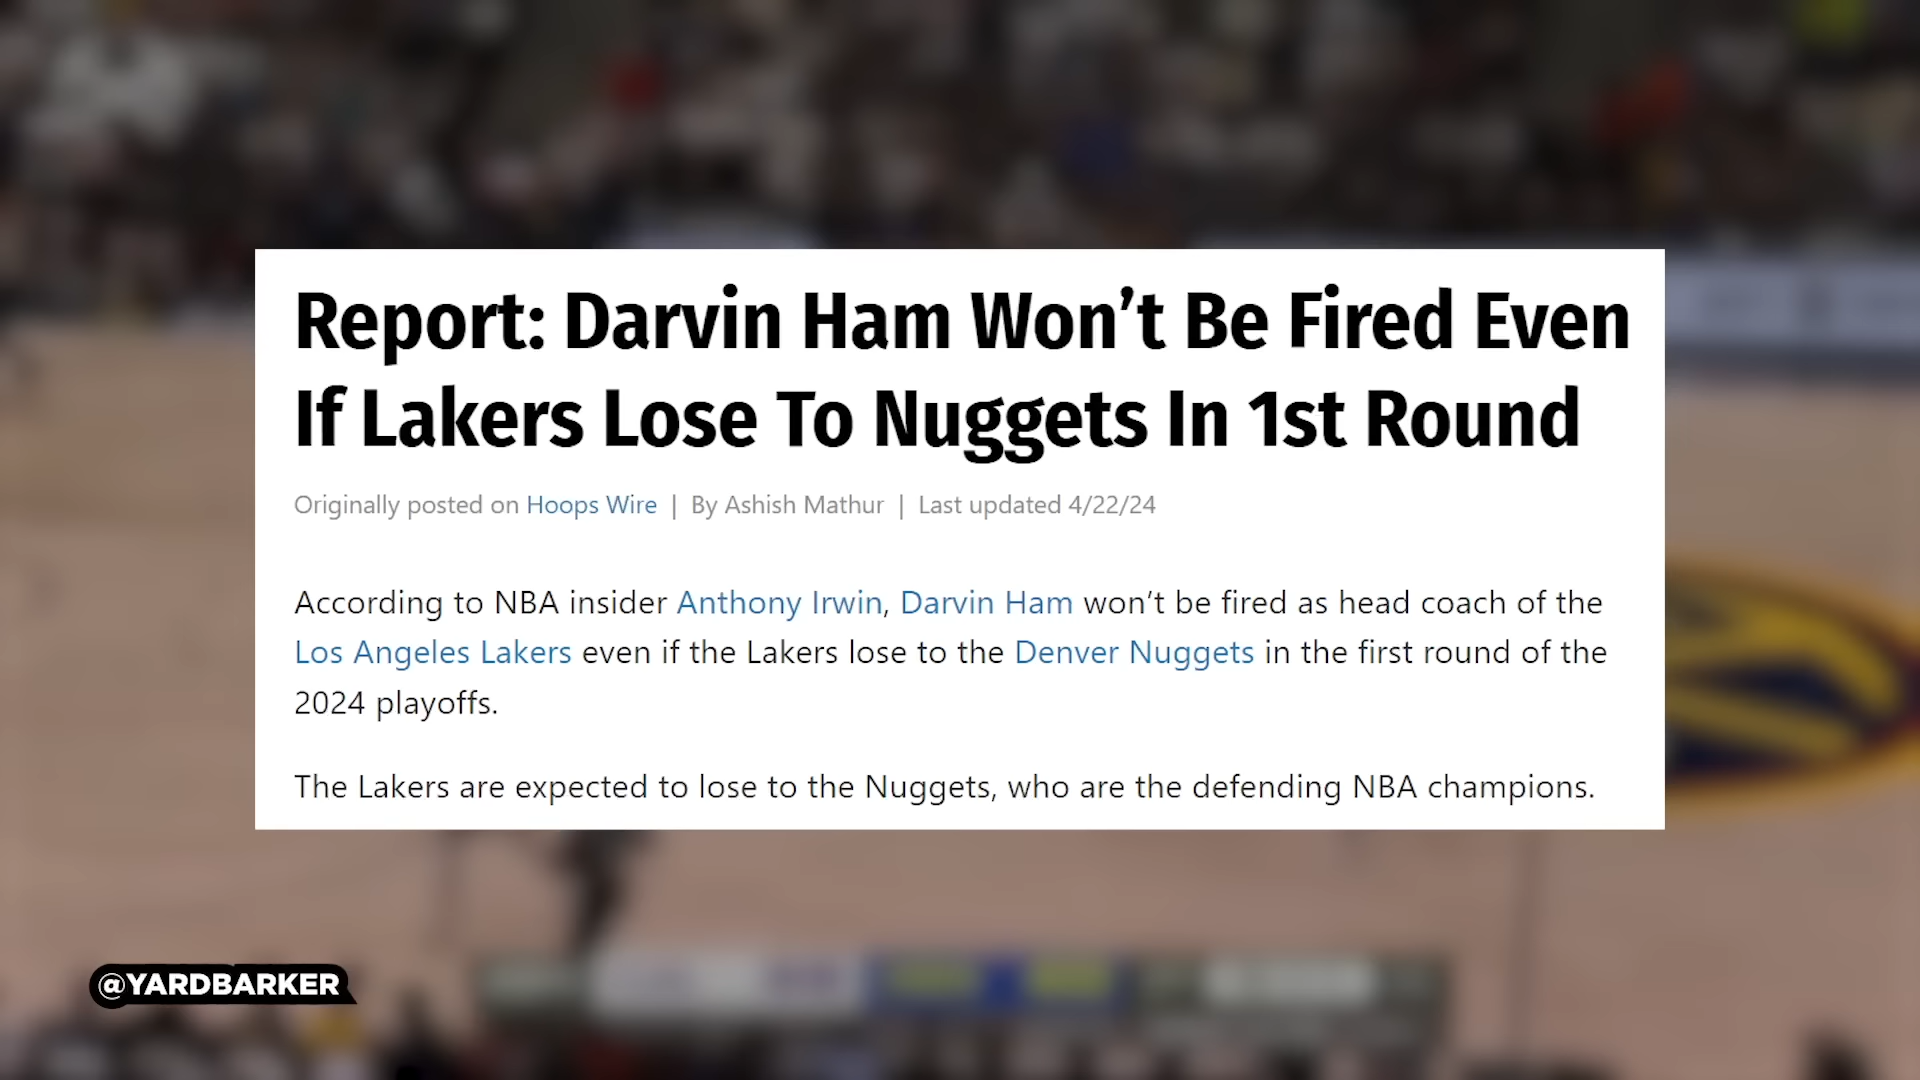 Report: Darvin Ham Won’t Be Fired Even
If Lakers Lose To Nuggets In 1st Round
Originally posted on Hoops Wire | By Ashish Mathur | Last updated 4/22/24
According to NBA insider Anthony Irwin, Darvin Ham won’t be fired as head coach of the
Los Angeles Lakers even if the Lakers lose to the Denver Nuggets in the first round of the
2024 playoffs.
The Lakers are expected to lose to the Nuggets, who are the defending NBA champions.
@YARDBARKER